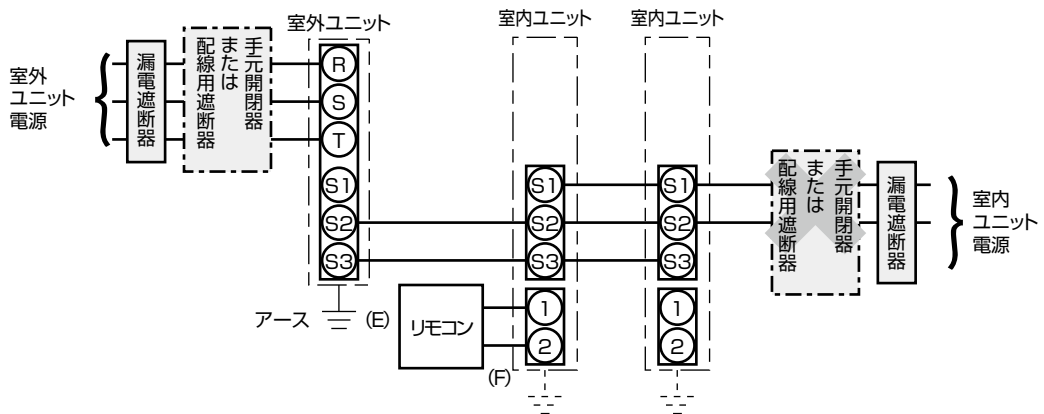 室外ユニット
室内ユニット
室内ユニット
室外
ユニット
電源
漏電遮断器
手元開閉器
または
配線用遮断器
R
S
T
S1
S2
S3
S1
S2
S3
S1
S2
S3
手元開閉器
または
配線用遮断器
漏電遮断器
室内
ユニット
電源
アース
(E)
リモコン
(F)
1
2
1
2